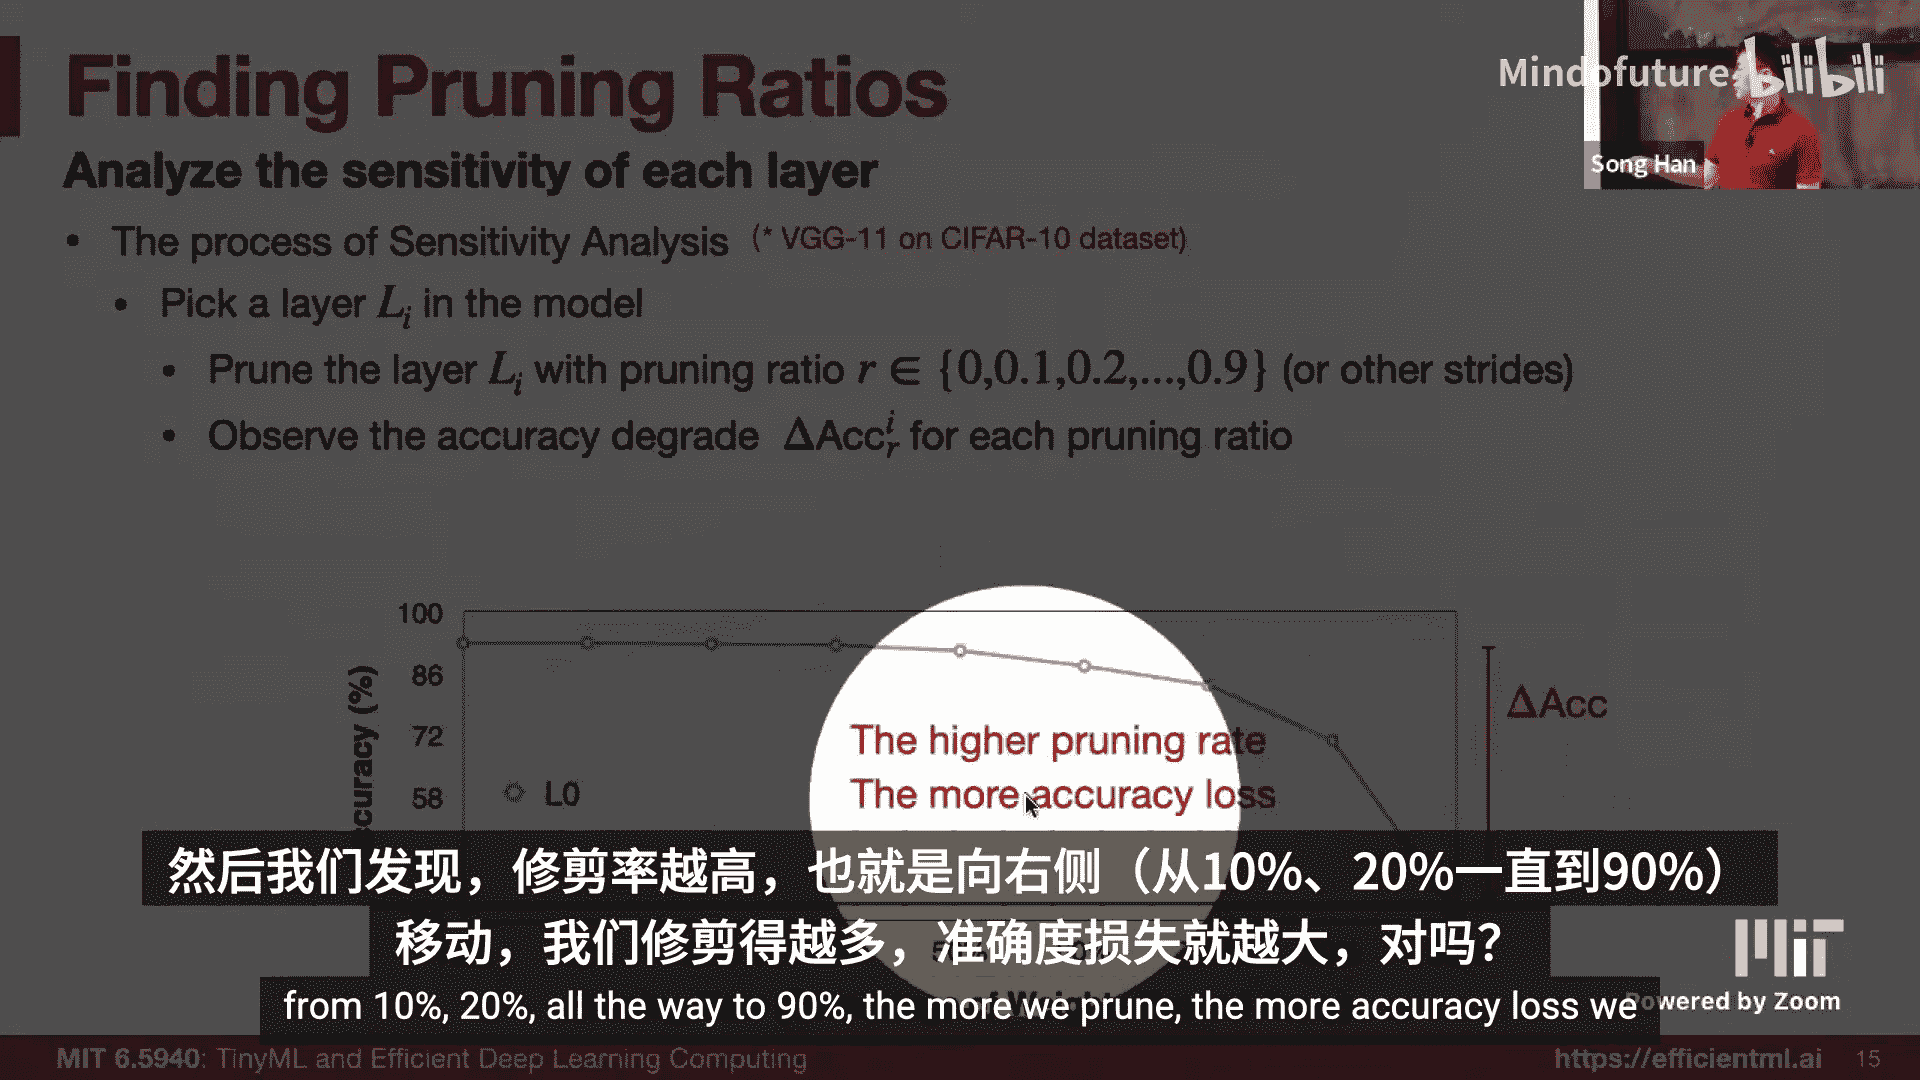 Finding Pruning Ratios
Mindofuture
bilibili
Analyze the sensitivity of each layer
Song Han
• The process of Sensitivity Analysis (* VGG-11 on CIFAR-10 dataset)
• Pick a layer Lᵢ in the model
• Prune the layer Lᵢ with pruning ratio r ∈ {0,0.1,0.2,...,0.9} (or other strides)
• Observe the accuracy degrade ΔAccᵣⁱ for each pruning ratio
100
86
72
58
L0
The higher pruning rate
The more accuracy loss
ΔAcc
然后我们发现，修剪率越高，也就是向右侧（从10%、20%一直到90%）
移动，我们修剪得越多，准确度损失就越大，对吗？
from 10%, 20%, all the way to 90%, the more we prune, the more accuracy loss we
MIT
Powered by Zoom
MIT 6.5940: TinyML and Efficient Deep Learning Computing
https://efficientml.ai
15